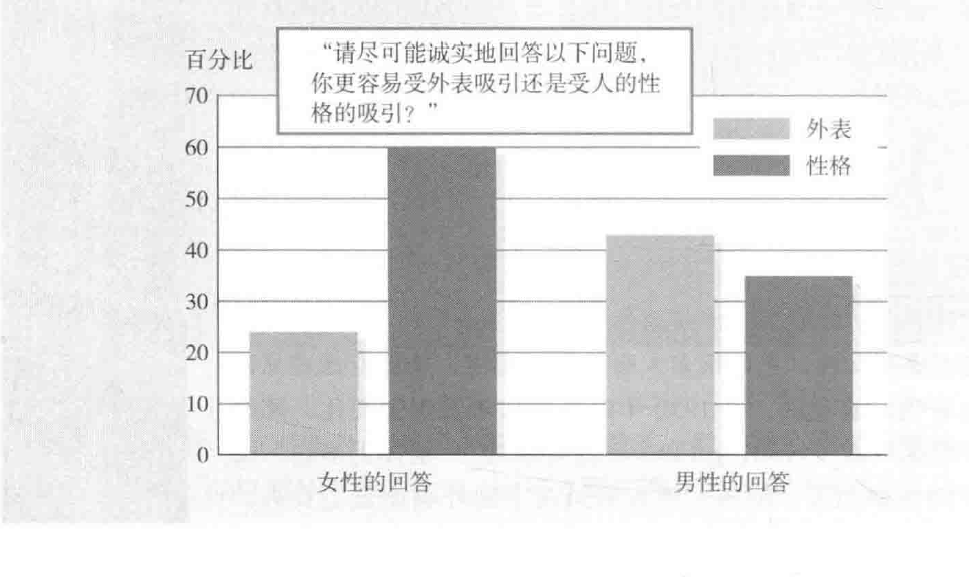 百分比
“请尽可能诚实地回答以下问题，
你更容易受外表吸引还是受人的性
格的吸引？”
70
60
50
40
30
20
10
0
外表
性格
女性的回答
男性的回答